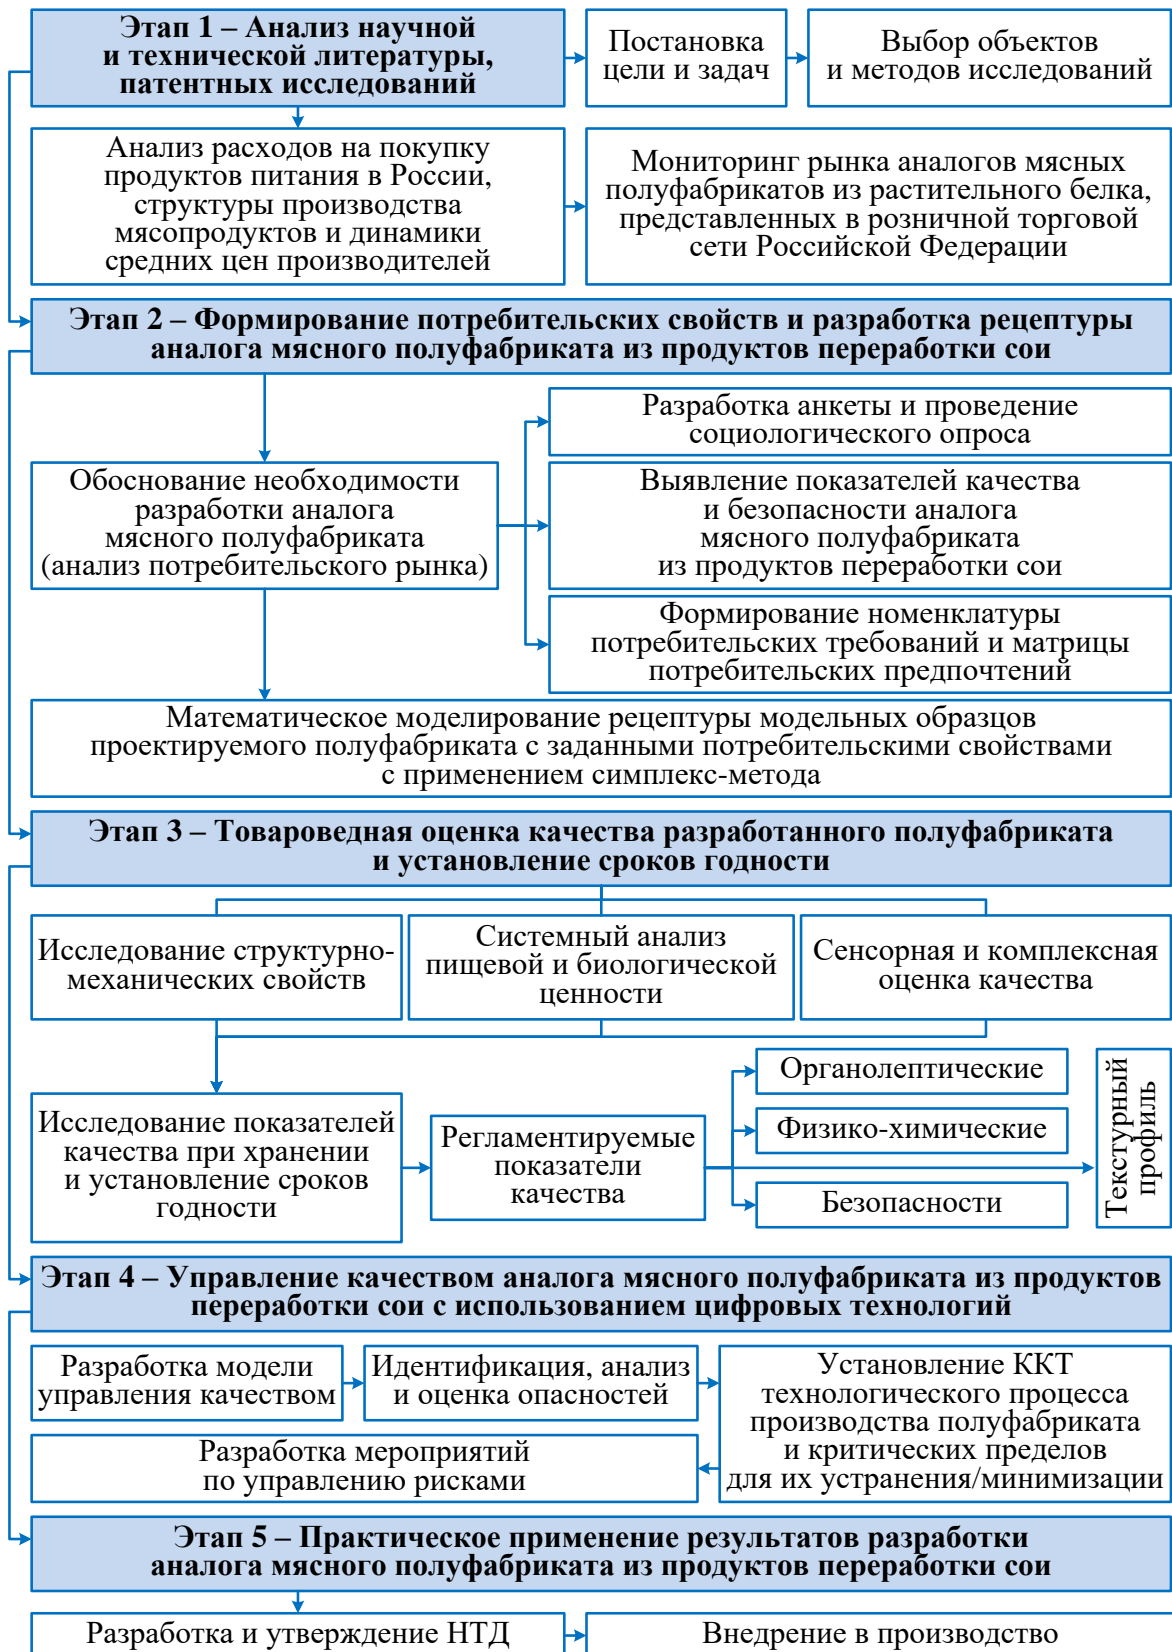 Этап 1 – Анализ научной
и технической литературы,
патентных исследований
Постановка
цели и задач
Выбор объектов
и методов исследований
Анализ расходов на покупку
продуктов питания в России,
структуры производства
мясопродуктов и динамики
средних цен производителей
Мониторинг рынка аналогов мясных
полуфабрикатов из растительного белка,
представленных в розничной торговой
сети Российской Федерации
Этап 2 – Формирование потребительских свойств и разработка рецептуры
аналога мясного полуфабриката из продуктов переработки сои
Разработка анкеты и проведение
социологического опроса
Обоснование необходимости
разработки аналога
мясного полуфабриката
(анализ потребительского рынка)
Выявление показателей качества
и безопасности аналога
мясного полуфабриката
из продуктов переработки сои
Формирование номенклатуры
потребительских требований и матрицы
потребительских предпочтений
Математическое моделирование рецептуры модельных образцов
проектируемого полуфабриката с заданными потребительскими свойствами
с применением симплекс-метода
Этап 3 – Товароведная оценка качества разработанного полуфабриката
и установление сроков годности
Исследование структурно-
механических свойств
Системный анализ
пищевой и биологической
ценности
Сенсорная и комплексная
оценка качества
Исследование показателей
качества при хранении
и установление сроков
годности
Регламентируемые
показатели
качества
Органолептические
Физико-химические
Безопасности
Текстурный
профиль
Этап 4 – Управление качеством аналога мясного полуфабриката из продуктов
переработки сои с использованием цифровых технологий
Разработка модели
управления качеством
Идентификация, анализ
и оценка опасностей
Установление ККТ
технологического процесса
производства полуфабриката
и критических пределов
для их устранения/минимизации
Разработка мероприятий
по управлению рисками
Этап 5 – Практическое применение результатов разработки
аналога мясного полуфабриката из продуктов переработки сои
Разработка и утверждение НТД
Внедрение в производство